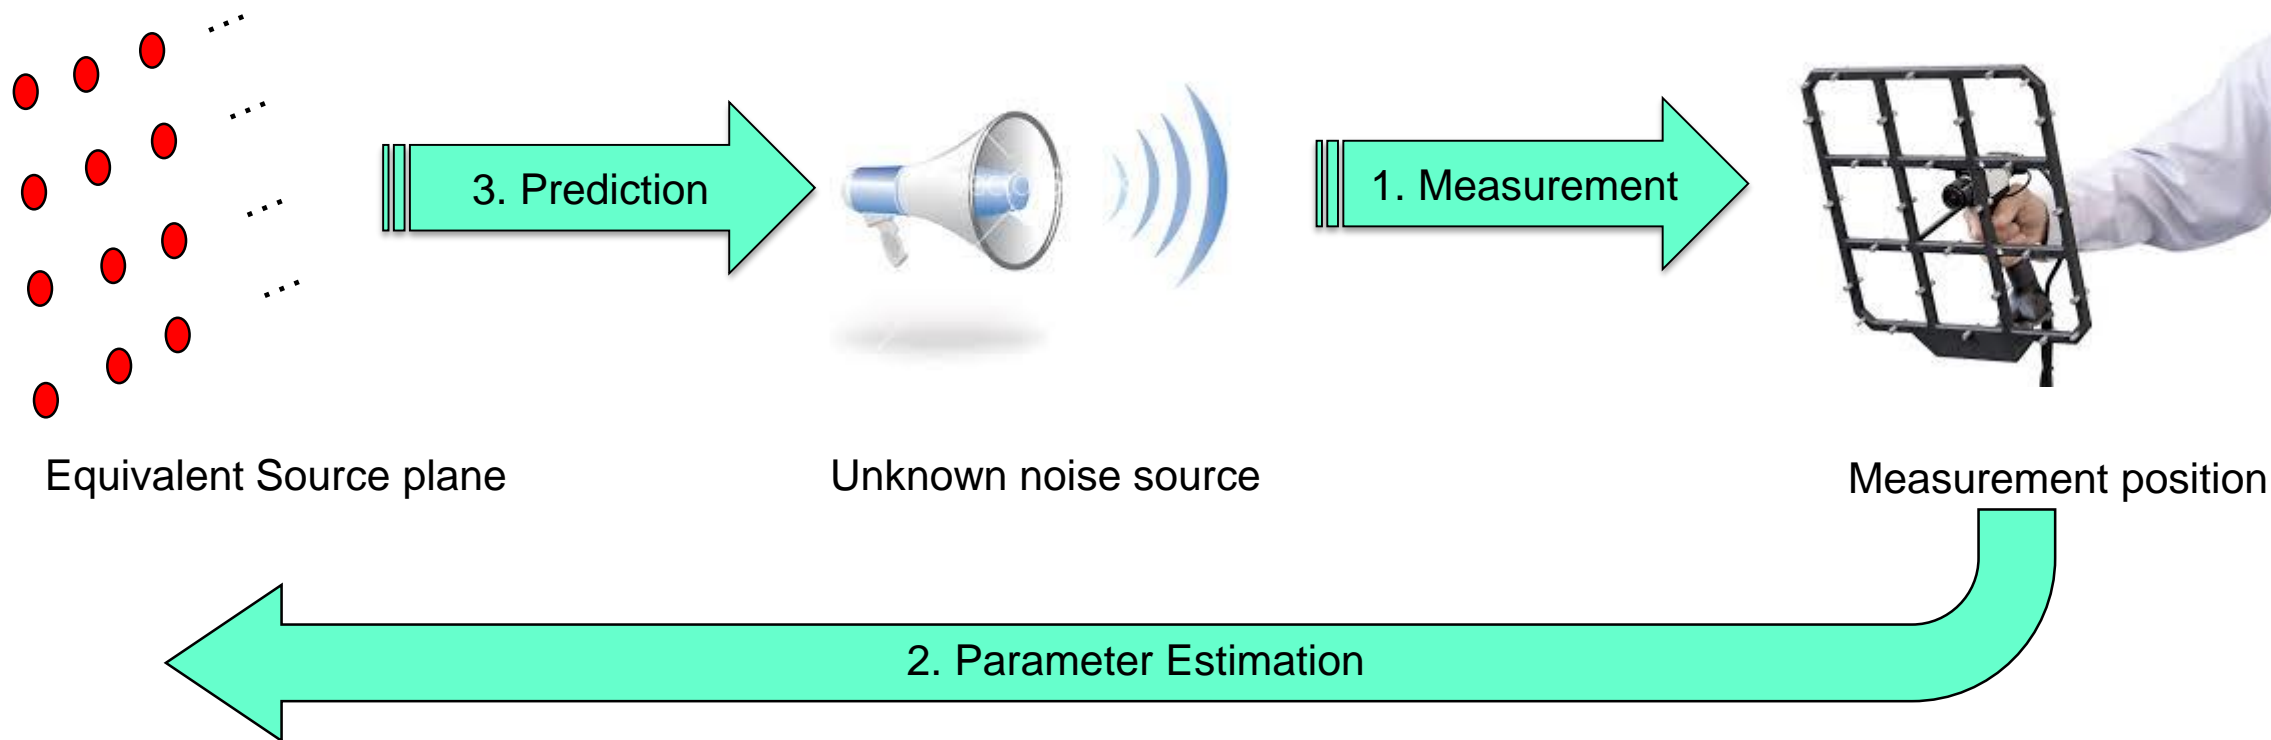 3. Prediction
1. Measurement
Equivalent Source plane
Unknown noise source
Measurement position
2. Parameter Estimation